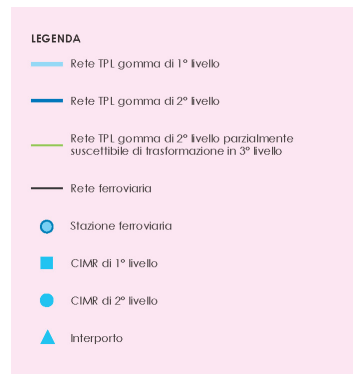 LEGENDA
Rete TPL gomma di 1° livello
Rete TPL gomma di 2° livello
Rete TPL gomma di 2° livello parzialmente
suscettibile di trasformazione in 3° livello
Rete ferroviaria
Stazione ferroviaria
CIMR di 1° livello
CIMR di 2° livello
Interporto